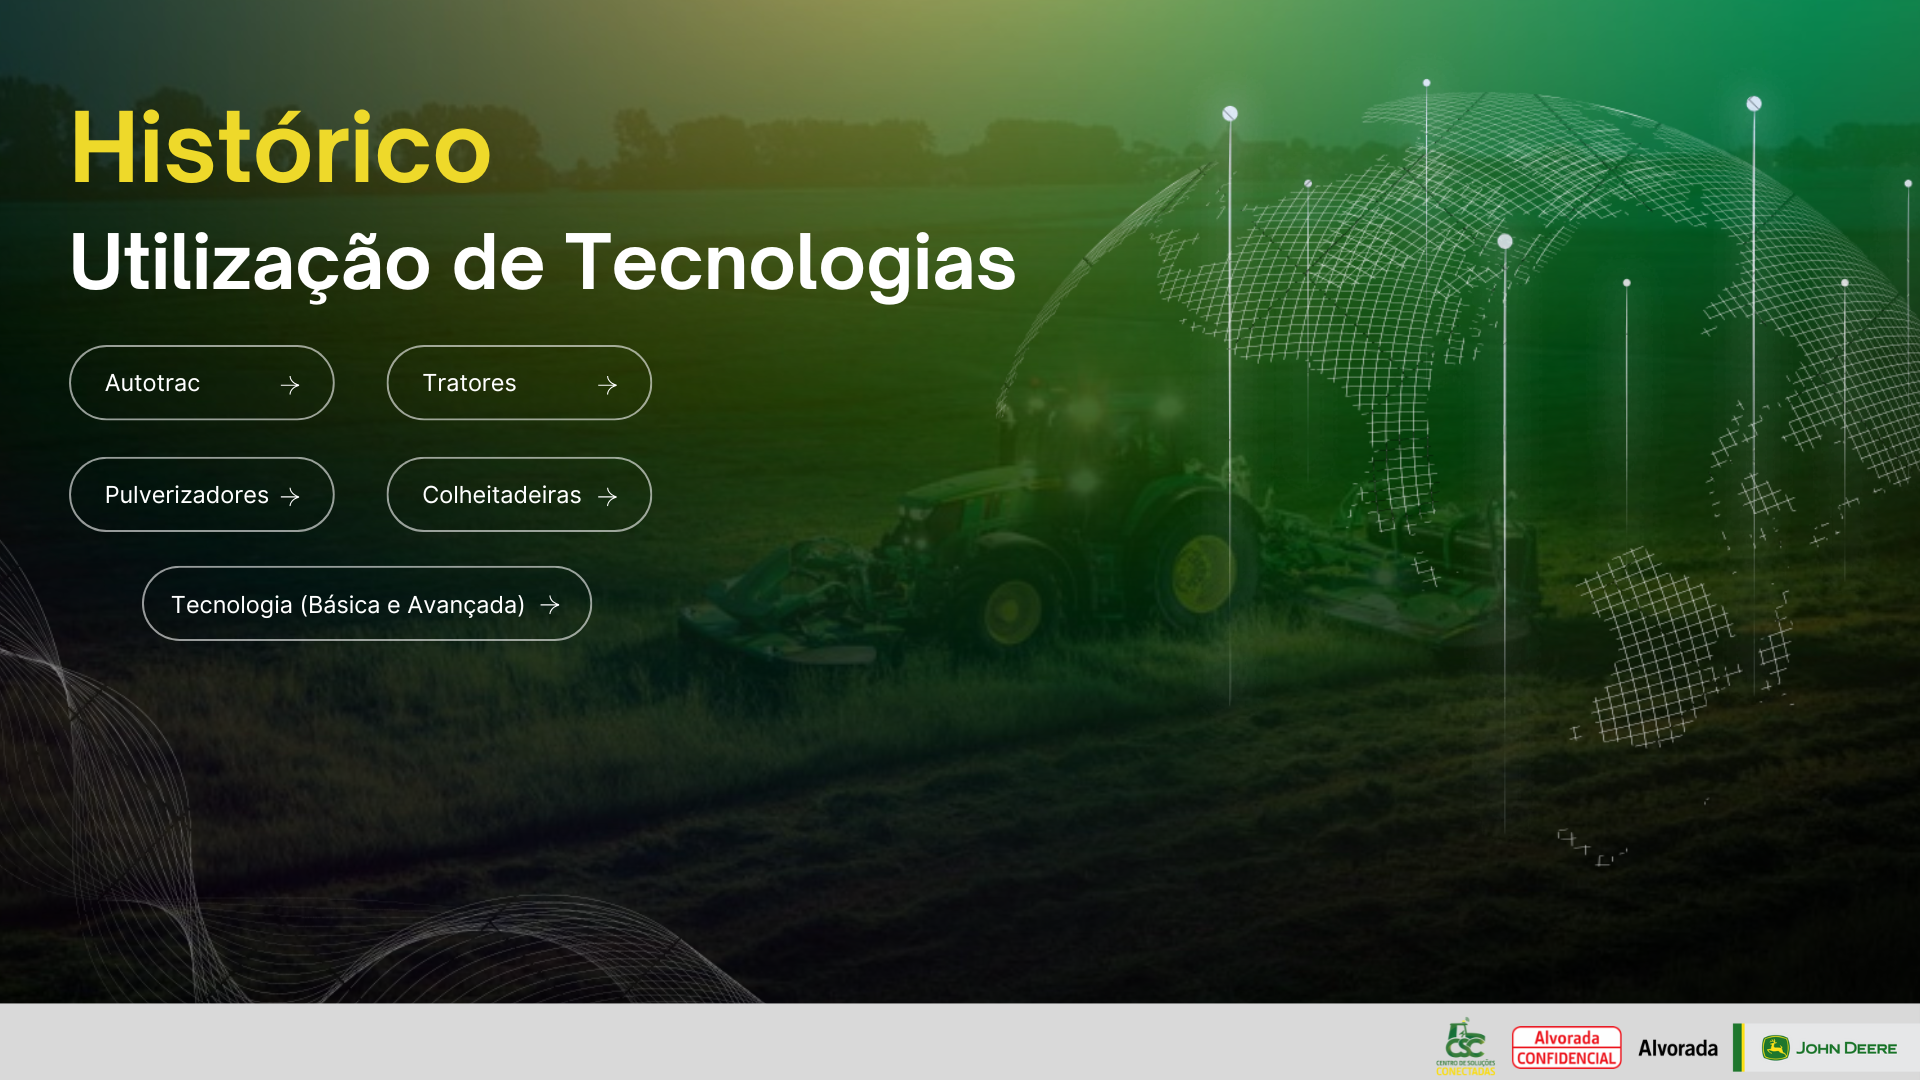 Histórico
Utilização de Tecnologias
Autotrac
Tratores
Pulverizadores
Colheitadeiras
Tecnologia (Básica e Avançada)
CSC
CENTRO DE SOLUÇÕES
CONECTADAS
Alvorada
CONFIDENCIAL
Alvorada
JOHN DEERE